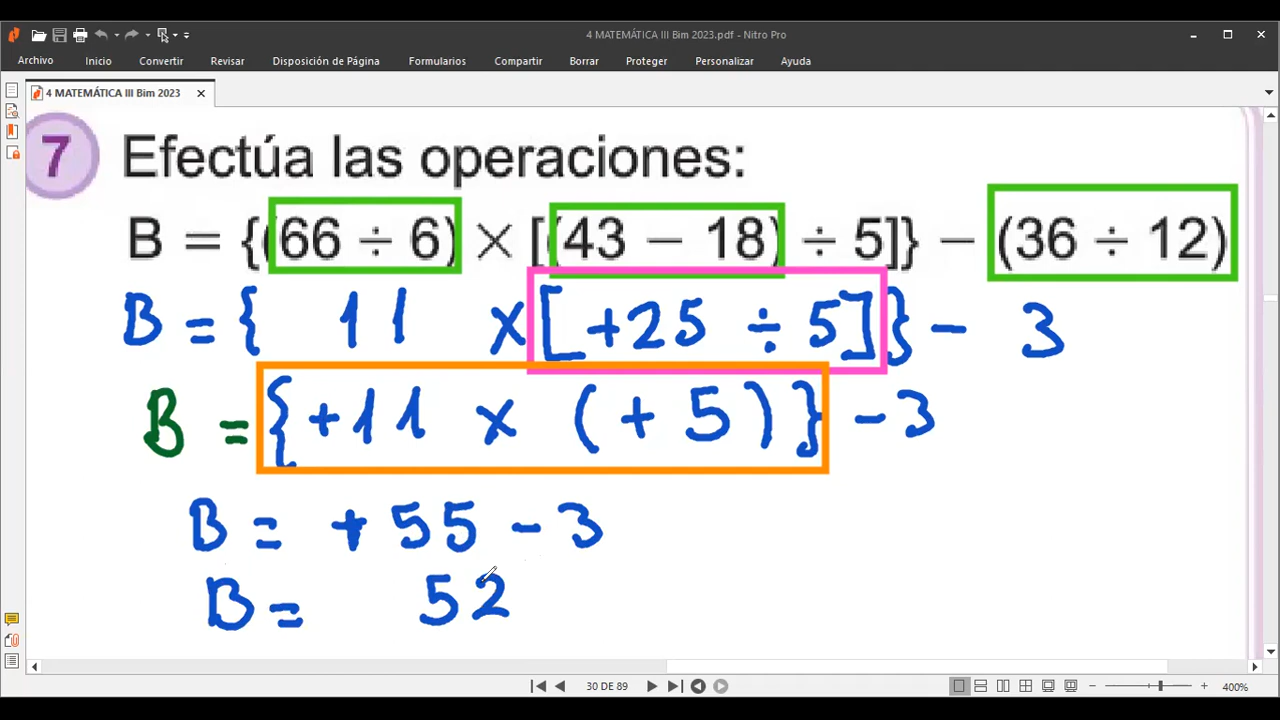 4 MATEMÁTICA III Bim 2023.pdf - Nitro Pro
Archivo Inicio Convertir Revisar Disposición de Página Formularios Compartir Borrar Proteger Personalizar Ayuda
4 MATEMÁTICA III Bim 2023
7 Efectúa las operaciones:
B = {(66 ÷ 6) × [(43 − 18) ÷ 5]} − (36 ÷ 12)
B = { 11 x [+25 ÷ 5]} - 3
B = {+11 x (+5)} - 3
B = +55 - 3
B = 52
30 DE 89 400%